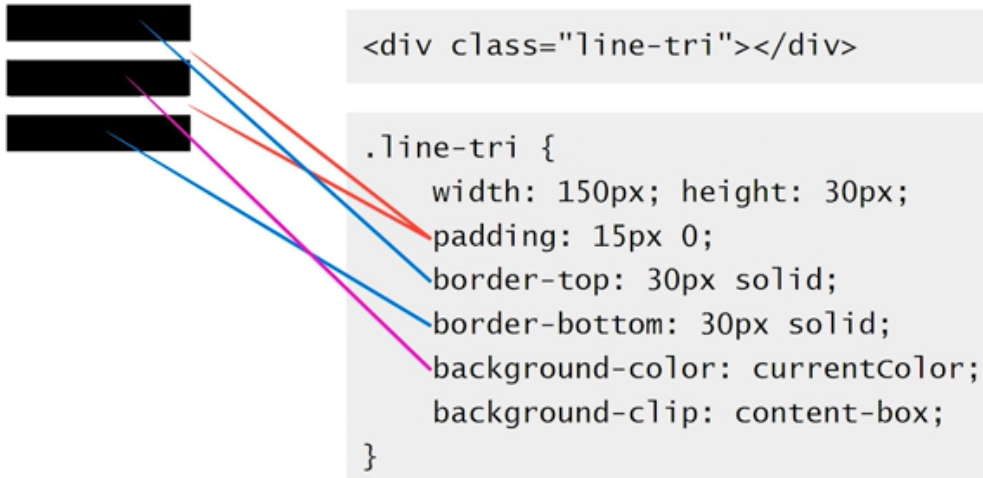 <div class="line-tri"></div>
.line-tri {
width: 150px; height: 30px;
padding: 15px 0;
border-top: 30px solid;
border-bottom: 30px solid;
background-color: currentColor;
background-clip: content-box;
}